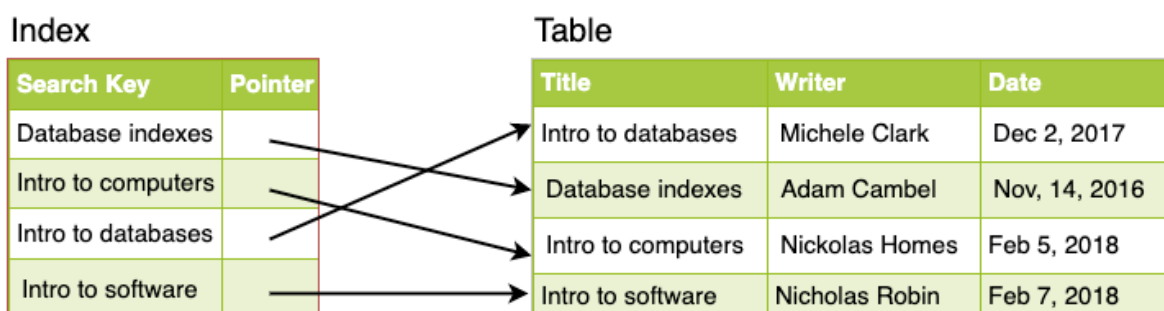 Index
Table
Search Key Pointer
Title Writer Date
Database indexes
Intro to databases Michele Clark Dec 2, 2017
Intro to computers
Database indexes Adam Cambel Nov, 14, 2016
Intro to databases
Intro to computers Nickolas Homes Feb 5, 2018
Intro to software
Intro to software Nicholas Robin Feb 7, 2018